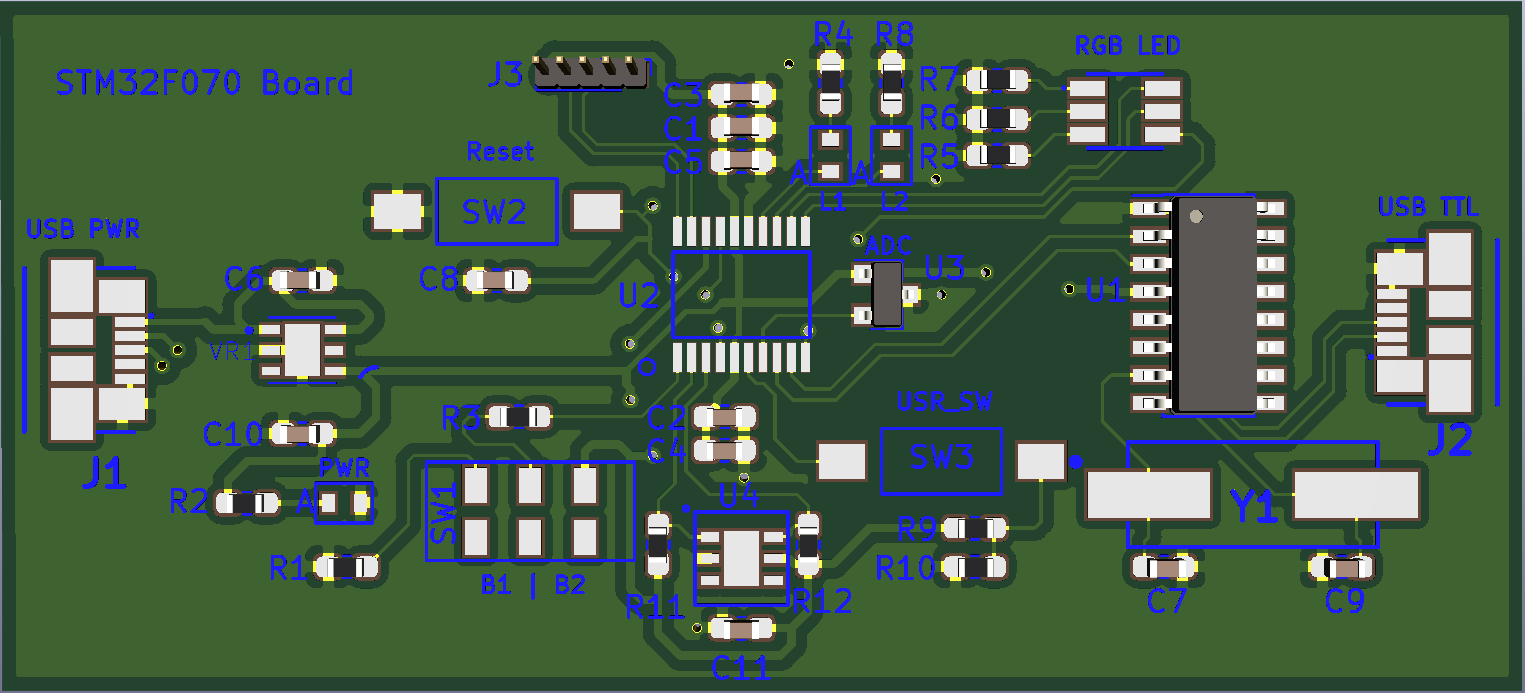 R4 R8
RGB LED
J3
STM32F070 Board
R7
C3
R6
C1
R5
C5
Reset
A A
L1 L2
SW2
USB PWR
USB TTL
ADC
C6
C8
U2
U3
U1
VR1
R3
C2
USR_SW
C10
C4
SW3
J1
PWR
J2
R2
A
SW1
U4
Y1
R9
R1
R10
B1 | B2
R11
R12
C7
C9
C11